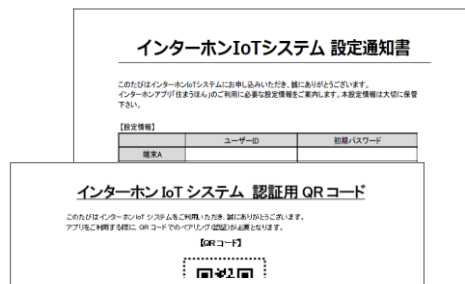 インターホンIoTシステム 設定通知書
このたびはインターホンIoTシステムにお申し込みいただき、誠にありがとうございます。
インターホンアプリ「住まうほん」のご利用に必要な設定情報をご案内します。本設定情報は大切に保管
下さい。
【設定情報】
ユーザーID 初期パスワード
端末A
インターホン IoT システム 認証用 QR コード
このたびはインターホン IoT システムをご利用いただき、誠にありがとうございます。
アプリをご利用する際に、QR コードでのペアリング(認証)が必要となります。
【QRコード】